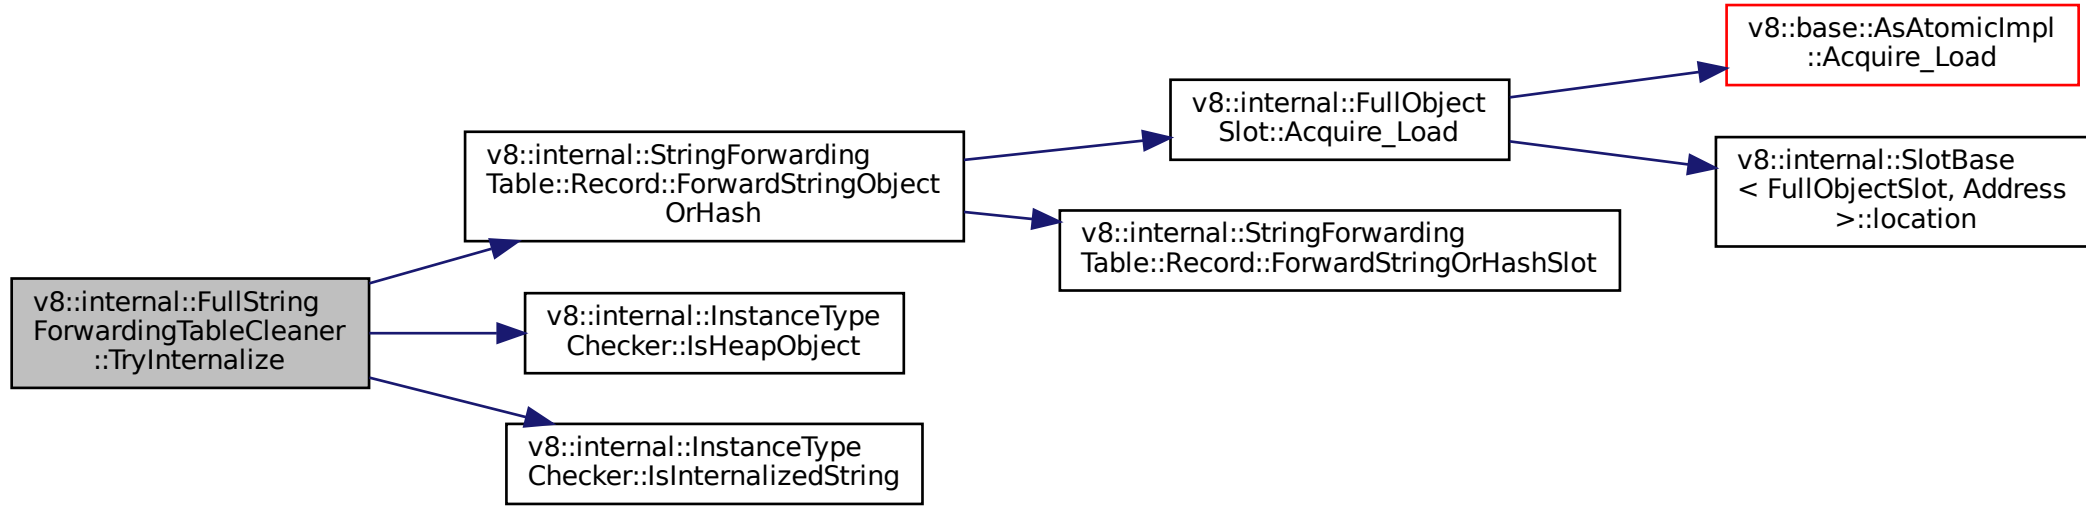 v8::internal::FullString
ForwardingTableCleaner
::TryInternalize
v8::internal::StringForwarding
Table::Record::ForwardStringObject
OrHash
v8::internal::InstanceType
Checker::IsHeapObject
v8::internal::InstanceType
Checker::IsInternalizedString
v8::internal::FullObject
Slot::Acquire_Load
v8::internal::StringForwarding
Table::Record::ForwardStringOrHashSlot
v8::base::AsAtomicImpl
::Acquire_Load
v8::internal::SlotBase
< FullObjectSlot, Address
>::location